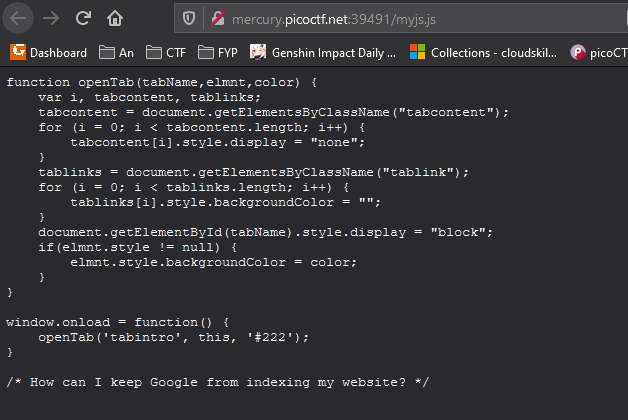 mercury.picoctf.net:39491/myjs.js
Dashboard An CTF FYP Genshin Impact Daily ... Collections - cloudskil... picoCT
function openTab(tabName,elmnt,color) {
    var i, tabcontent, tablinks;
    tabcontent = document.getElementsByClassName("tabcontent");
    for (i = 0; i < tabcontent.length; i++) {
        tabcontent[i].style.display = "none";
    }
    tablinks = document.getElementsByClassName("tablink");
    for (i = 0; i < tablinks.length; i++) {
        tablinks[i].style.backgroundColor = "";
    }
    document.getElementById(tabName).style.display = "block";
    if(elmnt.style != null) {
        elmnt.style.backgroundColor = color;
    }
}
window.onload = function() {
    openTab('tabintro', this, '#222');
}
/* How can I keep Google from indexing my website? */